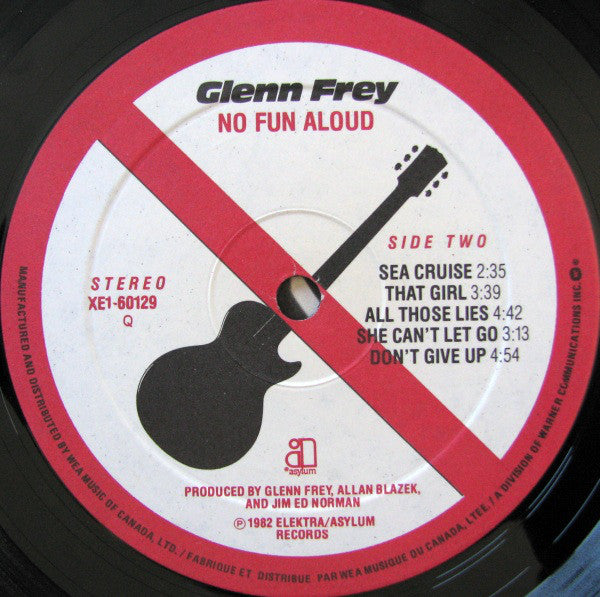 Glenn Frey
NO FUN ALOUD
SIDE TWO
STEREO
XE1-60129
Q
SEA CRUISE 2:35
THAT GIRL 3:39
ALL THOSE LIES 4:42
SHE CAN'T LET GO 3:13
DON'T GIVE UP 4:54
asylum
PRODUCED BY GLENN FREY, ALLAN BLAZEK,
AND JIM ED NORMAN
℗ 1982 ELEKTRA/ASYLUM
RECORDS
MANUFACTURED AND DISTRIBUTED BY WEA MUSIC OF CANADA, LTD. / FABRIQUE ET DISTRIBUE PAR WEA MUSIQUE DU CANADA, LTEE. / A DIVISION OF WARNER COMMUNICATIONS INC.